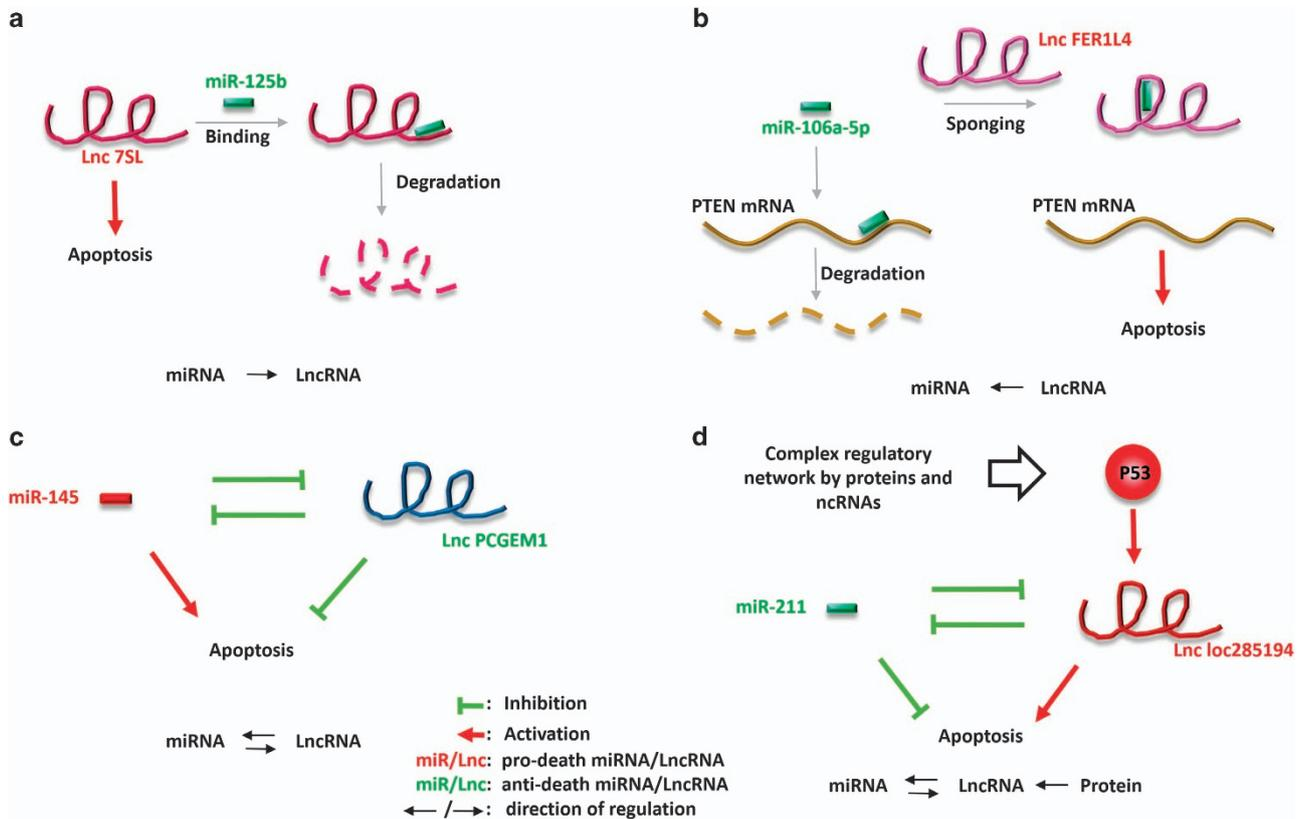 a
miR-125b
Binding
Lnc 7SL
Degradation
Apoptosis
miRNA → LncRNA
b
Lnc FER1L4
miR-106a-5p
Sponging
PTEN mRNA
PTEN mRNA
Degradation
Apoptosis
miRNA ← LncRNA
c
miR-145
Lnc PCGEM1
Apoptosis
miRNA ⇄ LncRNA
: Inhibition
: Activation
miR/Lnc: pro-death miRNA/LncRNA
miR/Lnc: anti-death miRNA/LncRNA
←/→: direction of regulation
d
Complex regulatory
network by proteins and
ncRNAs
P53
miR-211
Lnc loc285194
Apoptosis
miRNA ⇄ LncRNA ← Protein